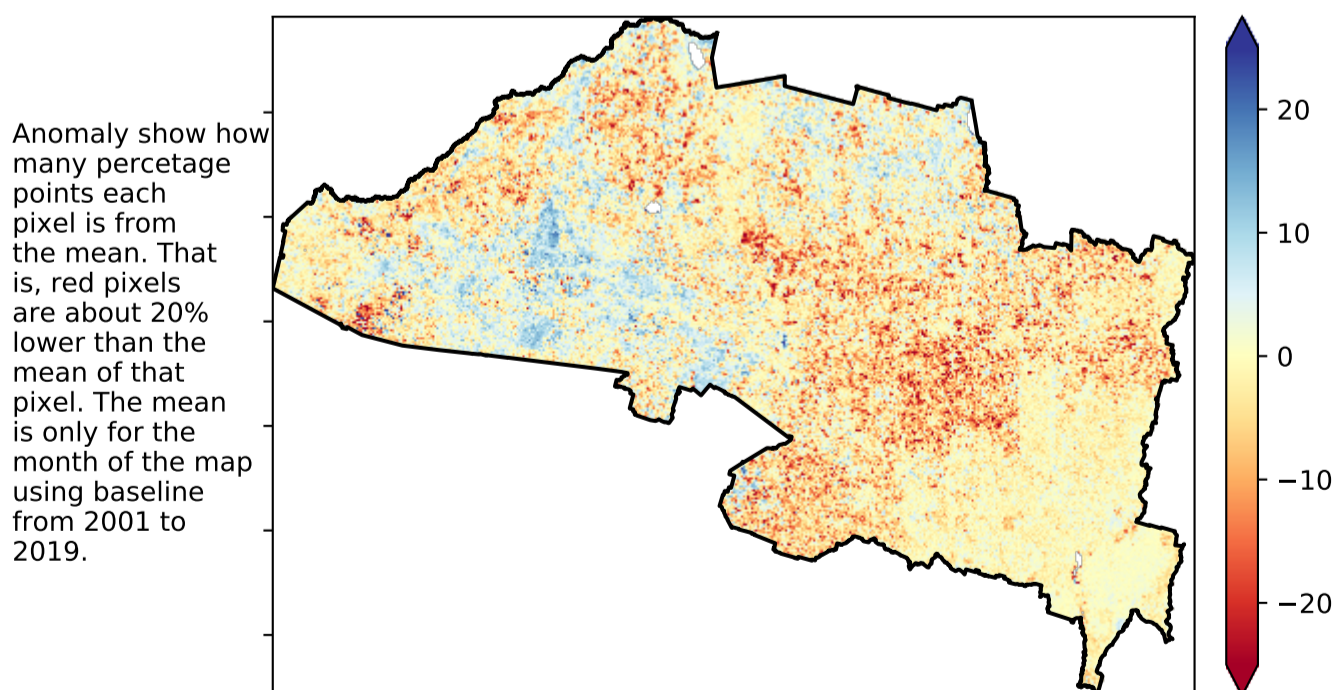 Anomaly show how
many percetage
points each
pixel is from
the mean. That
is, red pixels
are about 20%
lower than the
mean of that
pixel. The mean
is only for the
month of the map
using baseline
from 2001 to
2019.
20
10
0
−10
−20